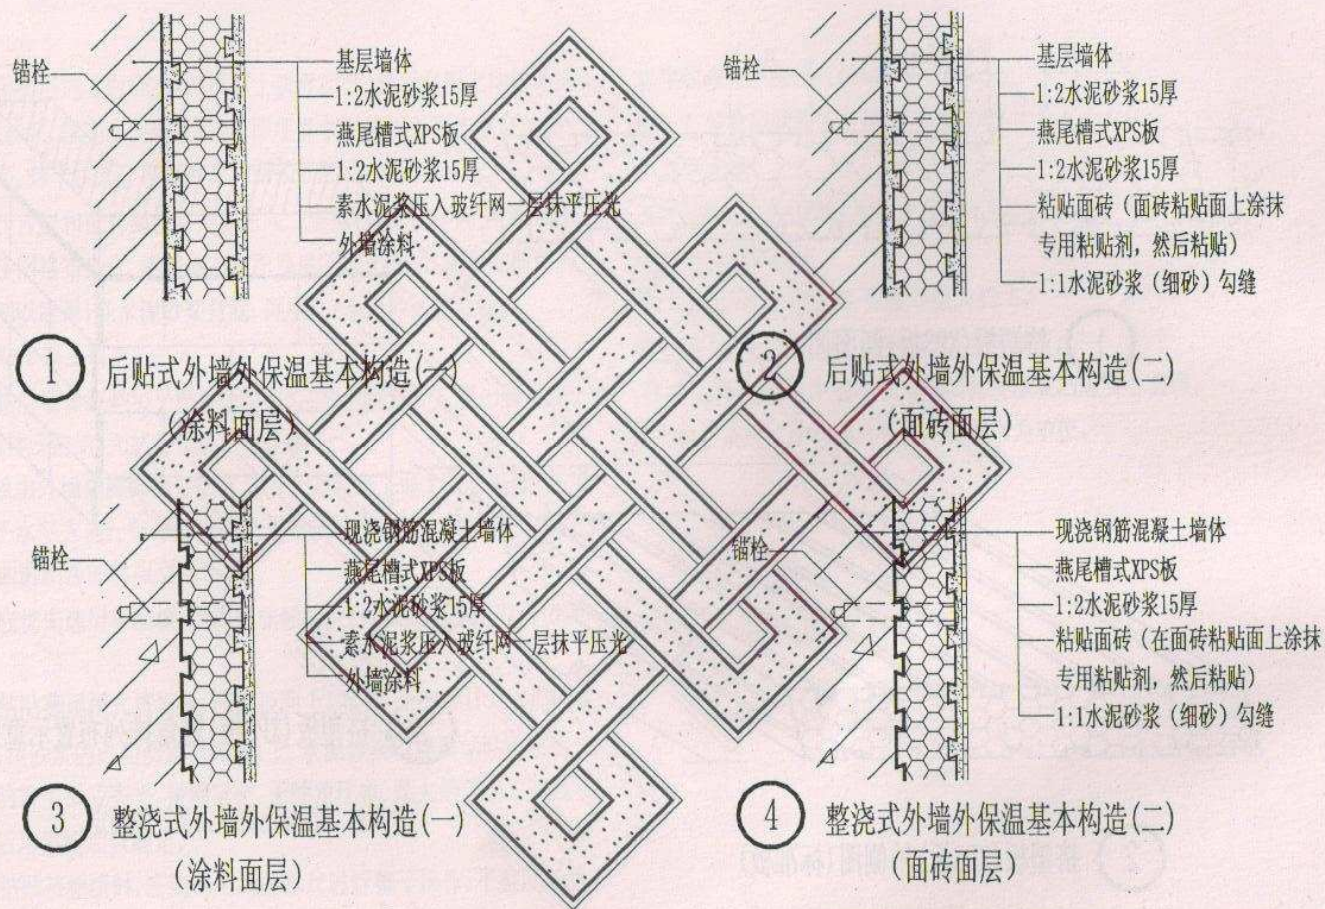 锚栓
基层墙体
1:2水泥砂浆15厚
燕尾槽式XPS板
1:2水泥砂浆15厚
素水泥浆压入玻纤网一层抹平压光
外墙涂料
1 后贴式外墙外保温基本构造(一)
(涂料面层)
锚栓
基层墙体
1:2水泥砂浆15厚
燕尾槽式XPS板
1:2水泥砂浆15厚
粘贴面砖(面砖粘贴面上涂抹
专用粘贴剂,然后粘贴)
1:1水泥砂浆(细砂)勾缝
2 后贴式外墙外保温基本构造(二)
(面砖面层)
锚栓
现浇钢筋混凝土墙体
燕尾槽式XPS板
1:2水泥砂浆15厚
素水泥浆压入玻纤网一层抹平压光
外墙涂料
3 整浇式外墙外保温基本构造(一)
(涂料面层)
锚栓
现浇钢筋混凝土墙体
燕尾槽式XPS板
1:2水泥砂浆15厚
粘贴面砖(在面砖粘贴面上涂抹
专用粘贴剂,然后粘贴)
1:1水泥砂浆(细砂)勾缝
4 整浇式外墙外保温基本构造(二)
(面砖面层)